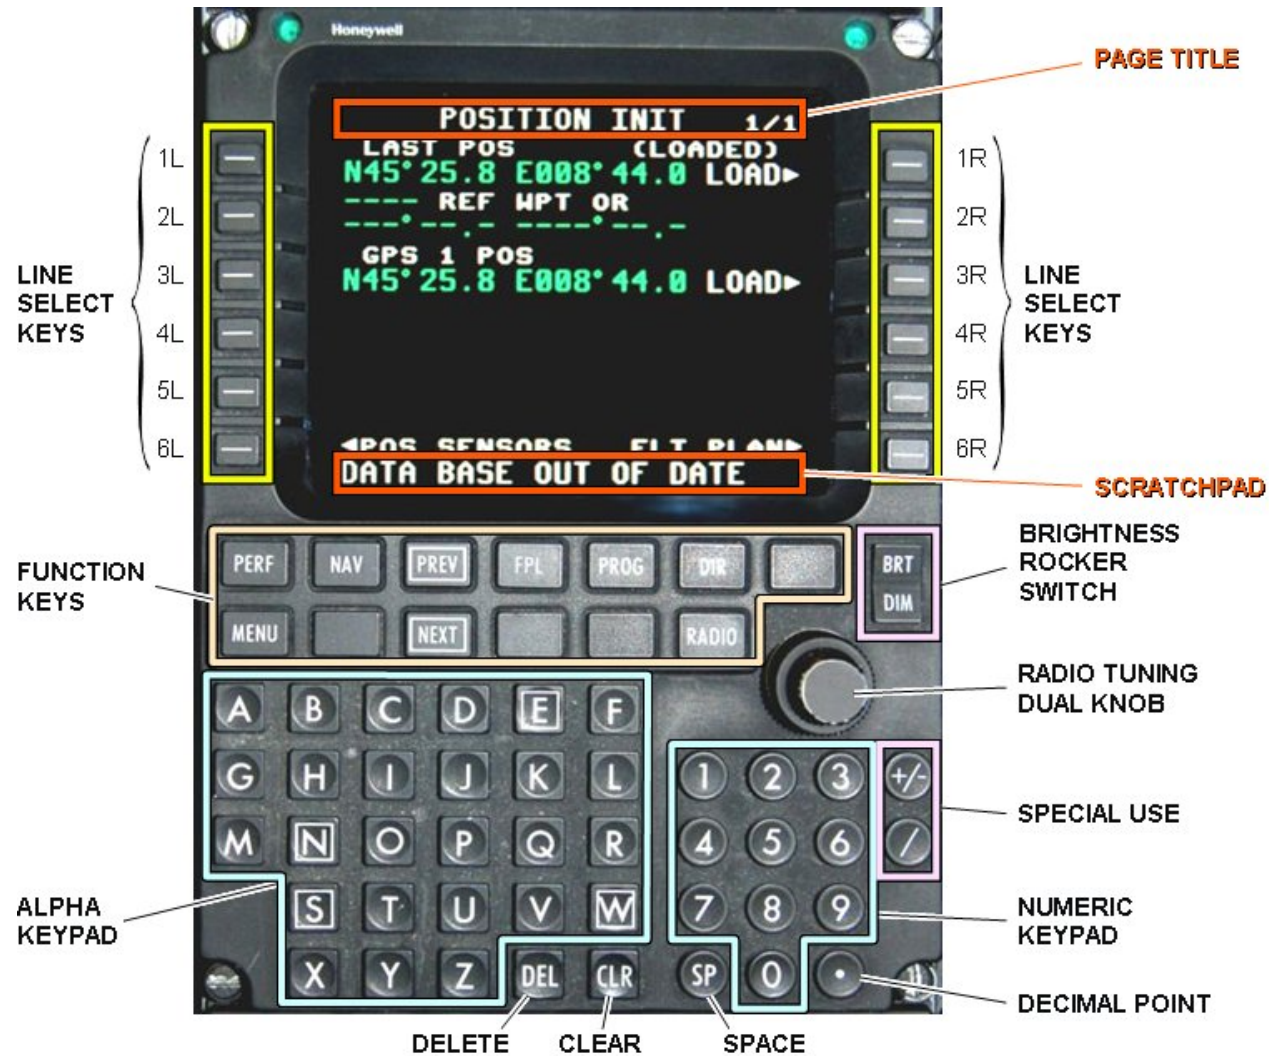 Honeywell
PAGE TITLE
POSITION INIT 1/1
LAST POS (LOADED)
N45°25.8 E008°44.0 LOAD►
---- REF WPT OR
---°--.- ----°--.-
GPS 1 POS
N45°25.8 E008°44.0 LOAD►
◄POS SENSORS FLT PLAN►
DATA BASE OUT OF DATE
1L
2L
3L
4L
5L
6L
LINE
SELECT
KEYS
1R
2R
3R
4R
5R
6R
LINE
SELECT
KEYS
SCRATCHPAD
BRIGHTNESS
ROCKER
SWITCH
FUNCTION
KEYS
PERF NAV PREV FPL PROG DIR
BRT
DIM
MENU NEXT RADIO
RADIO TUNING
DUAL KNOB
A B C D E F
G H I J K L
M N O P Q R
S T U V W
X Y Z DEL CLR
1 2 3 +/-
4 5 6 /
7 8 9
SP 0 •
SPECIAL USE
ALPHA
KEYPAD
NUMERIC
KEYPAD
DECIMAL POINT
DELETE CLEAR SPACE